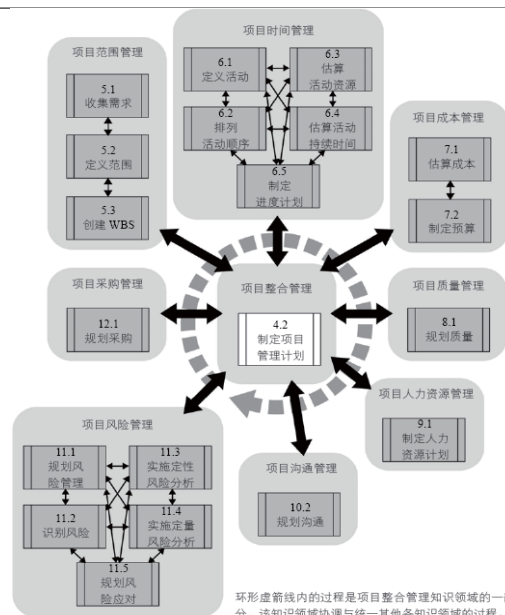 项目范围管理
5.1
收集需求
5.2
定义范围
5.3
创建 WBS
项目时间管理
6.1
定义活动
6.3
估算
活动资源
6.2
排列
活动顺序
6.4
估算活动
持续时间
6.5
制定
进度计划
项目成本管理
7.1
估算成本
7.2
制定预算
项目采购管理
12.1
规划采购
项目整合管理
4.2
制定项目
管理计划
项目质量管理
8.1
规划质量
项目人力资源管理
9.1
制定人力
资源计划
项目沟通管理
10.2
规划沟通
项目风险管理
11.1
规划风
险管理
11.3
实施定性
风险分析
11.2
识别风险
11.4
实施定量
风险分析
11.5
规划风
险应对
环形虚箭线内的过程是项目整合管理知识领域的一部
分。该知识领域协调与统一其他各知识领域的过程。